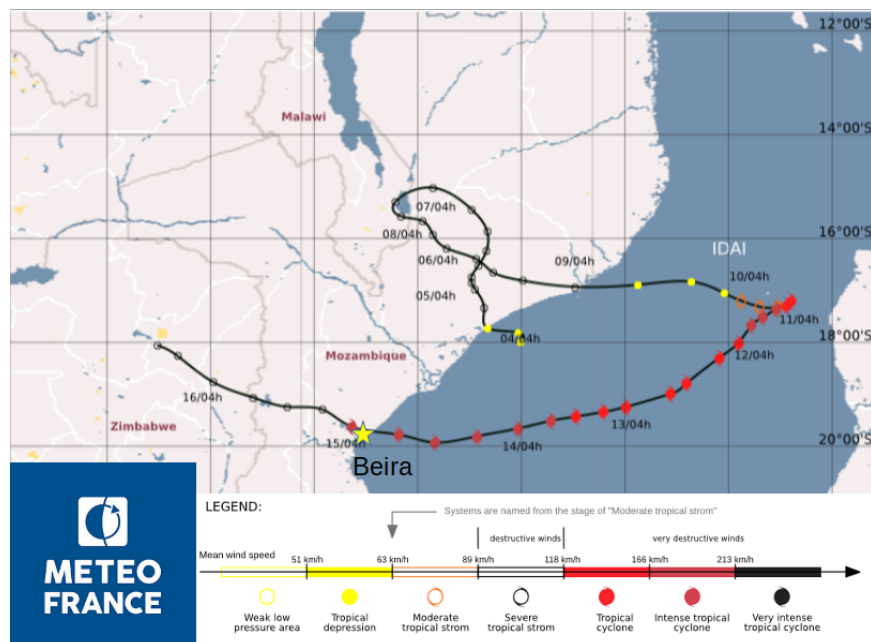 12°00'S
14°00'S
Malawi
07/04h
08/04h
16°00'S
IDAI
06/04h
09/04h
10/04h
05/04h
11/04h
04/04h
18°00'S
12/04h
Mozambique
16/04h
13/04h
Zimbabwe
15/04h
14/04h
20°00'S
Beira
METEO
FRANCE
LEGEND:
Systems are named from the stage of "Moderate tropical strom"
destructive winds
very destructive winds
Mean wind speed
51 km/h
63 km/h
89 km/h
118 km/h
166 km/h
213 km/h
Weak low
pressure area
Tropical
depression
Moderate
tropical strom
Severe
tropical strom
Tropical
cyclone
Intense tropical
cyclone
Very intense
tropical cyclone